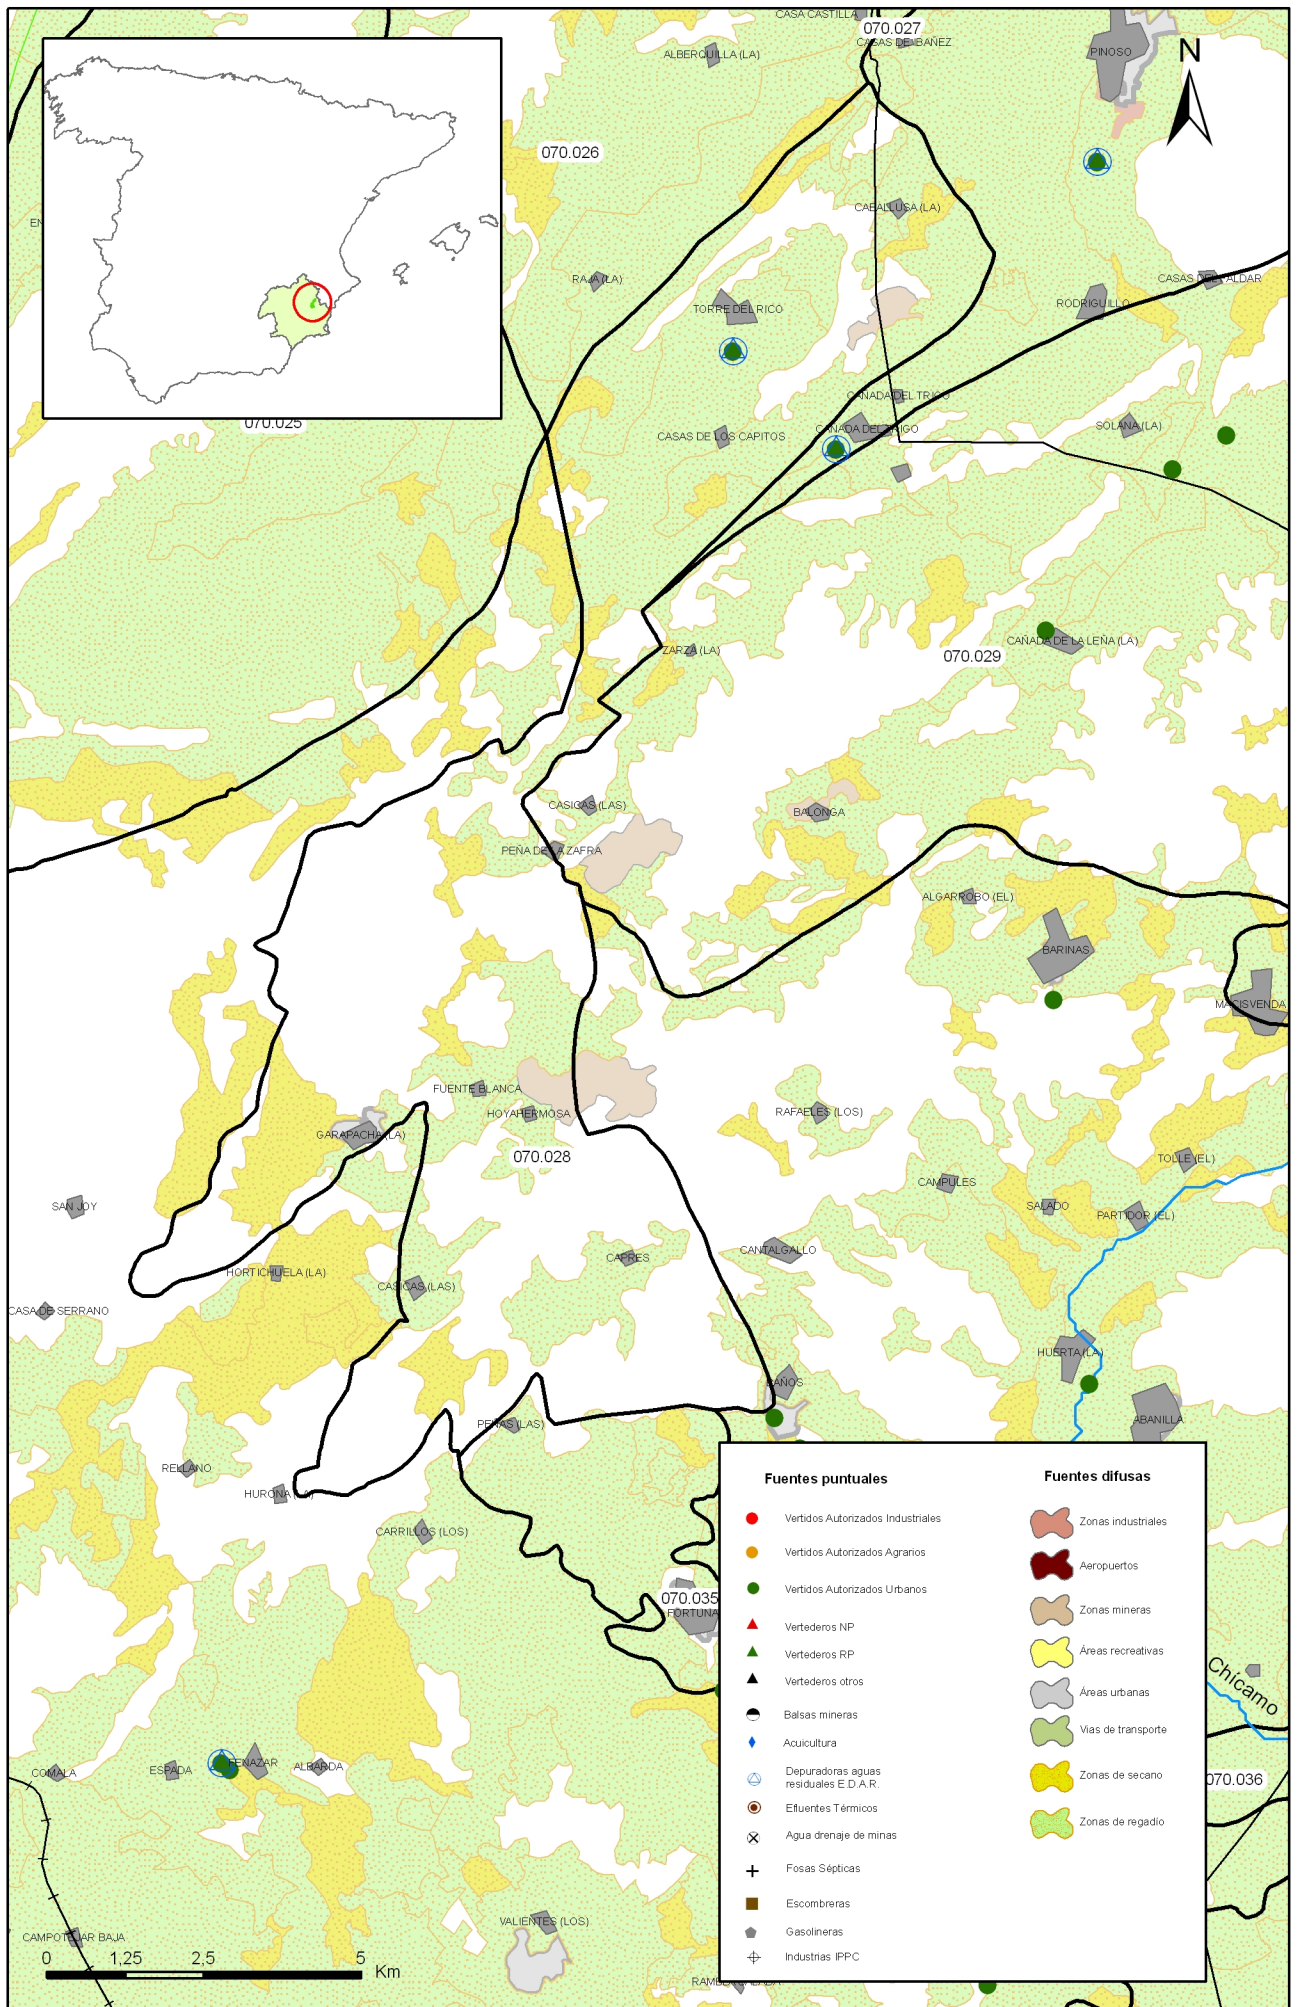 CASA CASTILLA
070.027
CASAS DE IBAÑEZ
ALBERQUILLA (LA)
PINOSO
N
070.026
CABALLUSA (LA)
EN
RAJA (LA)
CASAS DEL ALDAR
TORRE DEL RICO
RODRIGUILLO
CAÑADA DEL TRIGO
070.025
CASAS DE LOS CAPITOS
CAÑADA DEL TRIGO
SOLANA (LA)
CAÑADA DE LA LEÑA (LA)
ZARZA (LA)
070.029
CASICAS (LAS)
BALONGA
PEÑA DE LA ZAFRA
ALGARROBO (EL)
BARINAS
MACISVENDA
FUENTE BLANCA
HOYAHERMOSA
RAFAELES (LOS)
GARAPACHA (LA)
070.028
TOLLE (EL)
CAMPULES
SAN JOY
SALADO
PARTIDOR (EL)
CANTALGALLO
CAPRES
HORTICHUELA (LA)
CASICAS (LAS)
CASA DE SERRANO
HUERTA (LA)
BAÑOS
ABANILLA
PEÑAS (LAS)
RELLANO
HURONA (LA)
CARRILLOS (LOS)
070.035
FORTUNA
Chícamo
FENAZAR
ALBARDA
ESPADA
COMALA
070.036
VALIENTES (LOS)
CAMPOTEJAR BAJA
0 1,25 2,5 5
Km
Fuentes puntuales
Vertidos Autorizados Industriales
Vertidos Autorizados Agrarios
Vertidos Autorizados Urbanos
Vertederos NP
Vertederos RP
Vertederos otros
Balsas mineras
Acuicultura
Depuradoras aguas
residuales E.D.A.R.
Efluentes Térmicos
Agua drenaje de minas
Fosas Sépticas
Escombreras
Gasolineras
Industrias IPPC
Fuentes difusas
Zonas industriales
Aeropuertos
Zonas mineras
Áreas recreativas
Áreas urbanas
Vias de transporte
Zonas de secano
Zonas de regadío